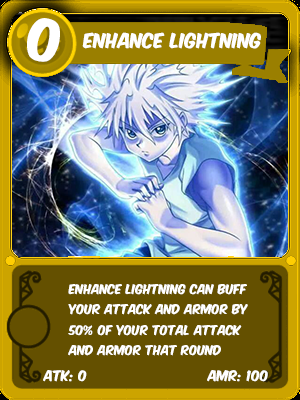 0 ENHANCE LIGHTNING
ENHANCE LIGHTNING CAN BUFF
YOUR ATTACK AND ARMOR BY
50% OF YOUR TOTAL ATTACK
AND ARMOR THAT ROUND
ATK: 0 AMR: 100